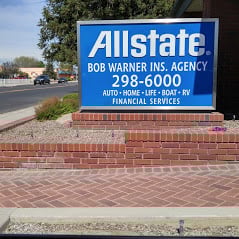 Allstate®
BOB WARNER INS. AGENCY
298-6000
AUTO • HOME • LIFE • BOAT • RV
FINANCIAL SERVICES